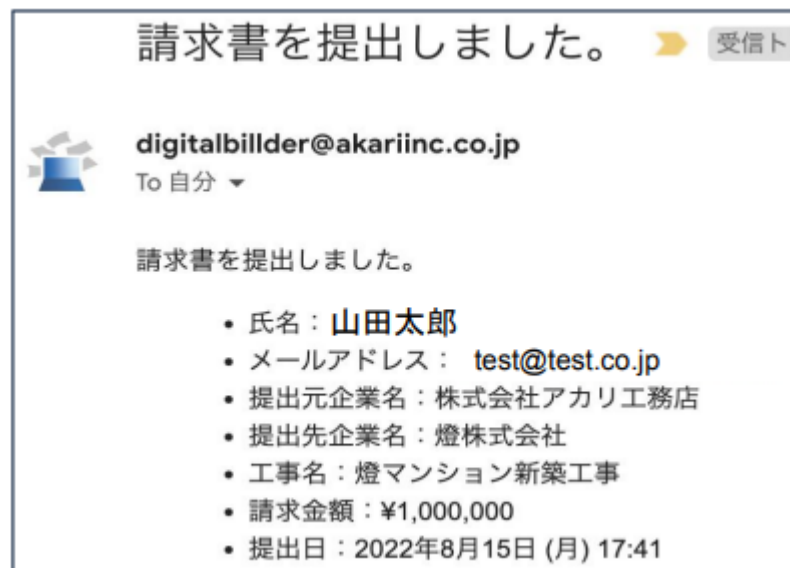 請求書を提出しました。 受信ト
digitalbillder@akariinc.co.jp
To 自分
請求書を提出しました。
• 氏名：山田太郎
• メールアドレス： test@test.co.jp
• 提出元企業名：株式会社アカリ工務店
• 提出先企業名：燈株式会社
• 工事名：燈マンション新築工事
• 請求金額：¥1,000,000
• 提出日：2022年8月15日 (月) 17:41